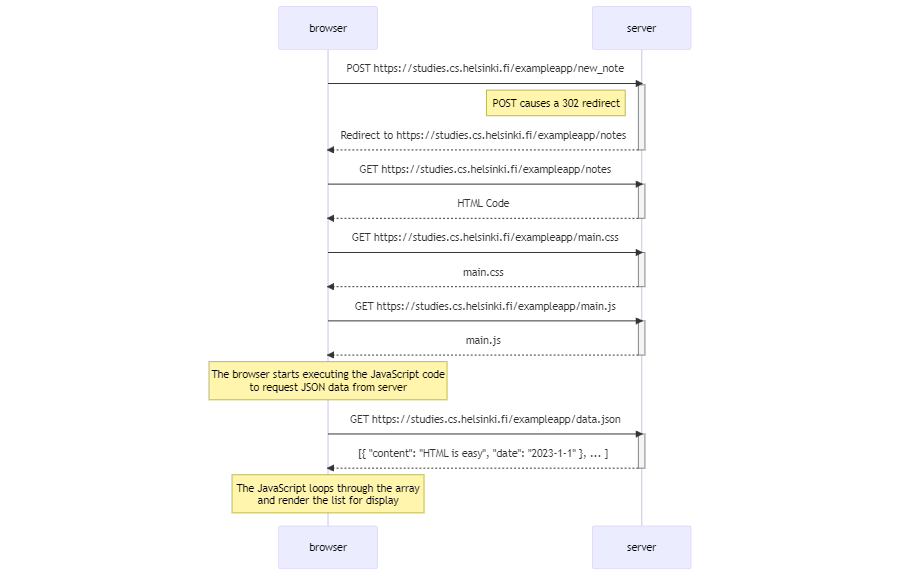 browser
server
POST https://studies.cs.helsinki.fi/exampleapp/new_note
POST causes a 302 redirect
Redirect to https://studies.cs.helsinki.fi/exampleapp/notes
GET https://studies.cs.helsinki.fi/exampleapp/notes
HTML Code
GET https://studies.cs.helsinki.fi/exampleapp/main.css
main.css
GET https://studies.cs.helsinki.fi/exampleapp/main.js
main.js
The browser starts executing the JavaScript code
to request JSON data from server
GET https://studies.cs.helsinki.fi/exampleapp/data.json
[{ "content": "HTML is easy", "date": "2023-1-1" }, ... ]
The JavaScript loops through the array
and render the list for display
browser
server